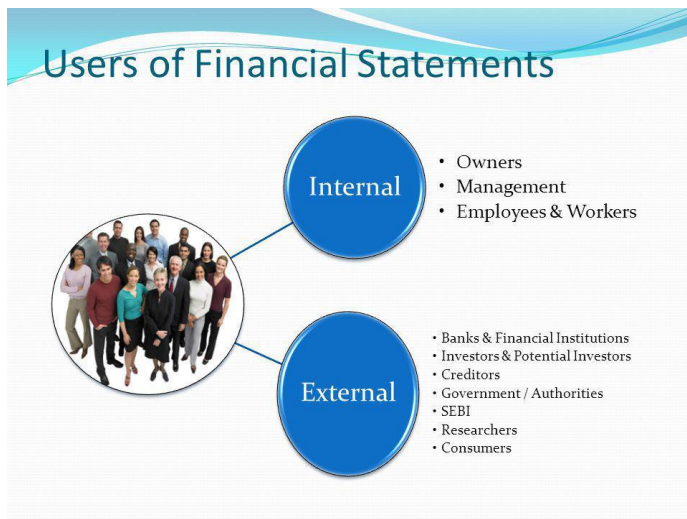 Users of Financial Statements
Internal
• Owners
• Management
• Employees & Workers
External
• Banks & Financial Institutions
• Investors & Potential Investors
• Creditors
• Government / Authorities
• SEBI
• Researchers
• Consumers